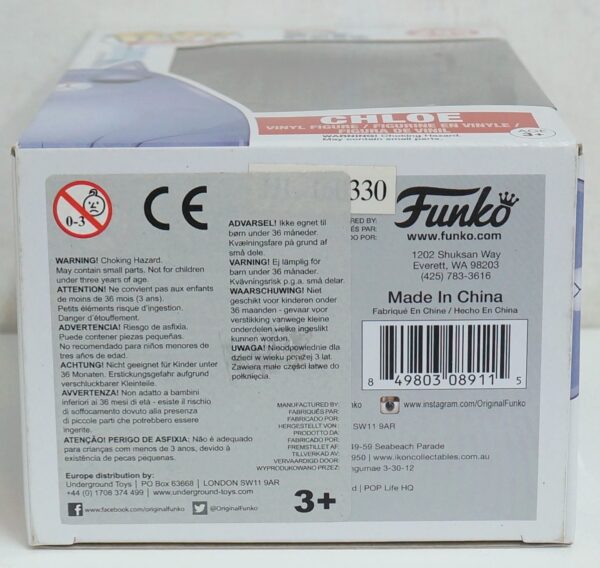 CHLOE
VINYL FIGURE / FIGURINE EN VINYLE /
FIGURA DE VINIL
WARNING! Choking Hazard.
May contain small parts.
AGE
3+
0-3
CE
WARNING! Choking Hazard.
May contain small parts. Not for children
under three years of age.
ATTENTION! Ne convient pas aux enfants
de moins de 36 mois (3 ans).
Petits éléments risque d'ingestion.
Danger d'étouffement.
ADVERTENCIA! Riesgo de asfixia.
Puede contener piezas pequeñas.
No recomendado para niños menores de
tres años de edad.
ACHTUNG! Nicht geeignet für Kinder unter
36 Monaten. Erstickungsgefahr aufgrund
verschluckbarer Kleinteile.
AVVERTENZA! Non adatto a bambini
inferiori ai 36 mesi di età - esiste il rischio
di soffocamento dovuto alla presenza
di piccole parti che potrebbero essere
ingerite.
ATENÇÃO! PERIGO DE ASFIXIA: Não é adequado
para crianças com menos de 3 anos, devido à
existência de peças pequenas.
Europe distribution by:
Underground Toys | PO Box 63668 | LONDON SW11 9AR
+44 (0) 1708 374 499 | www.underground-toys.com
www.facebook.com/originalfunko @OriginalFunko
ADVARSEL! Ikke egnet til
børn under 36 måneder.
Kvælningsfare på grund af
små dele.
VARNING! Ej lämplig för
barn under 36 månader.
Kvävningsrisk p.g.a. små delar.
WAARSCHUWING! Niet
geschikt voor kinderen onder
36 maanden - gevaar voor
verstikking vanwege kleine
onderdelen welke ingeslikt
kunnen worden.
UWAGA! Nieodpowiednie dla
dzieci w wieku poniżej 3 lat.
Zawiera małe części łatwo do
połknięcia.
MANUFACTURED BY:
FABRIQUÉS PAR:
HERGESTELLT VON:
PRODOTTO DA:
FABRICADO POR:
FREMSTILLET AF:
TILLVERKAD AV:
VERVAARDIGD DOOR:
WYPRODUKOWANO PRZEZ:
3+
330
RED BY:
ÉS PAR:
DO POR:
Funko
www.funko.com
1202 Shuksan Way
Everett, WA 98203
(425) 783-3616
Made In China
Fabriqué En Chine / Hecho En China
8 49803 08911 5
nko www.instagram.com/OriginalFunko
SW11 9AR
49-59 Seabeach Parade
950 | www.ikoncollectables.com.au
ngumae 3-30-12
d | POP Life HQ